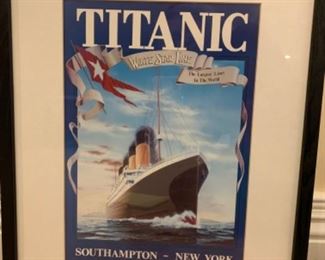 TITANIC
White Star Line
The Largest Liner
In The World
SOUTHAMPTON ~ NEW YORK